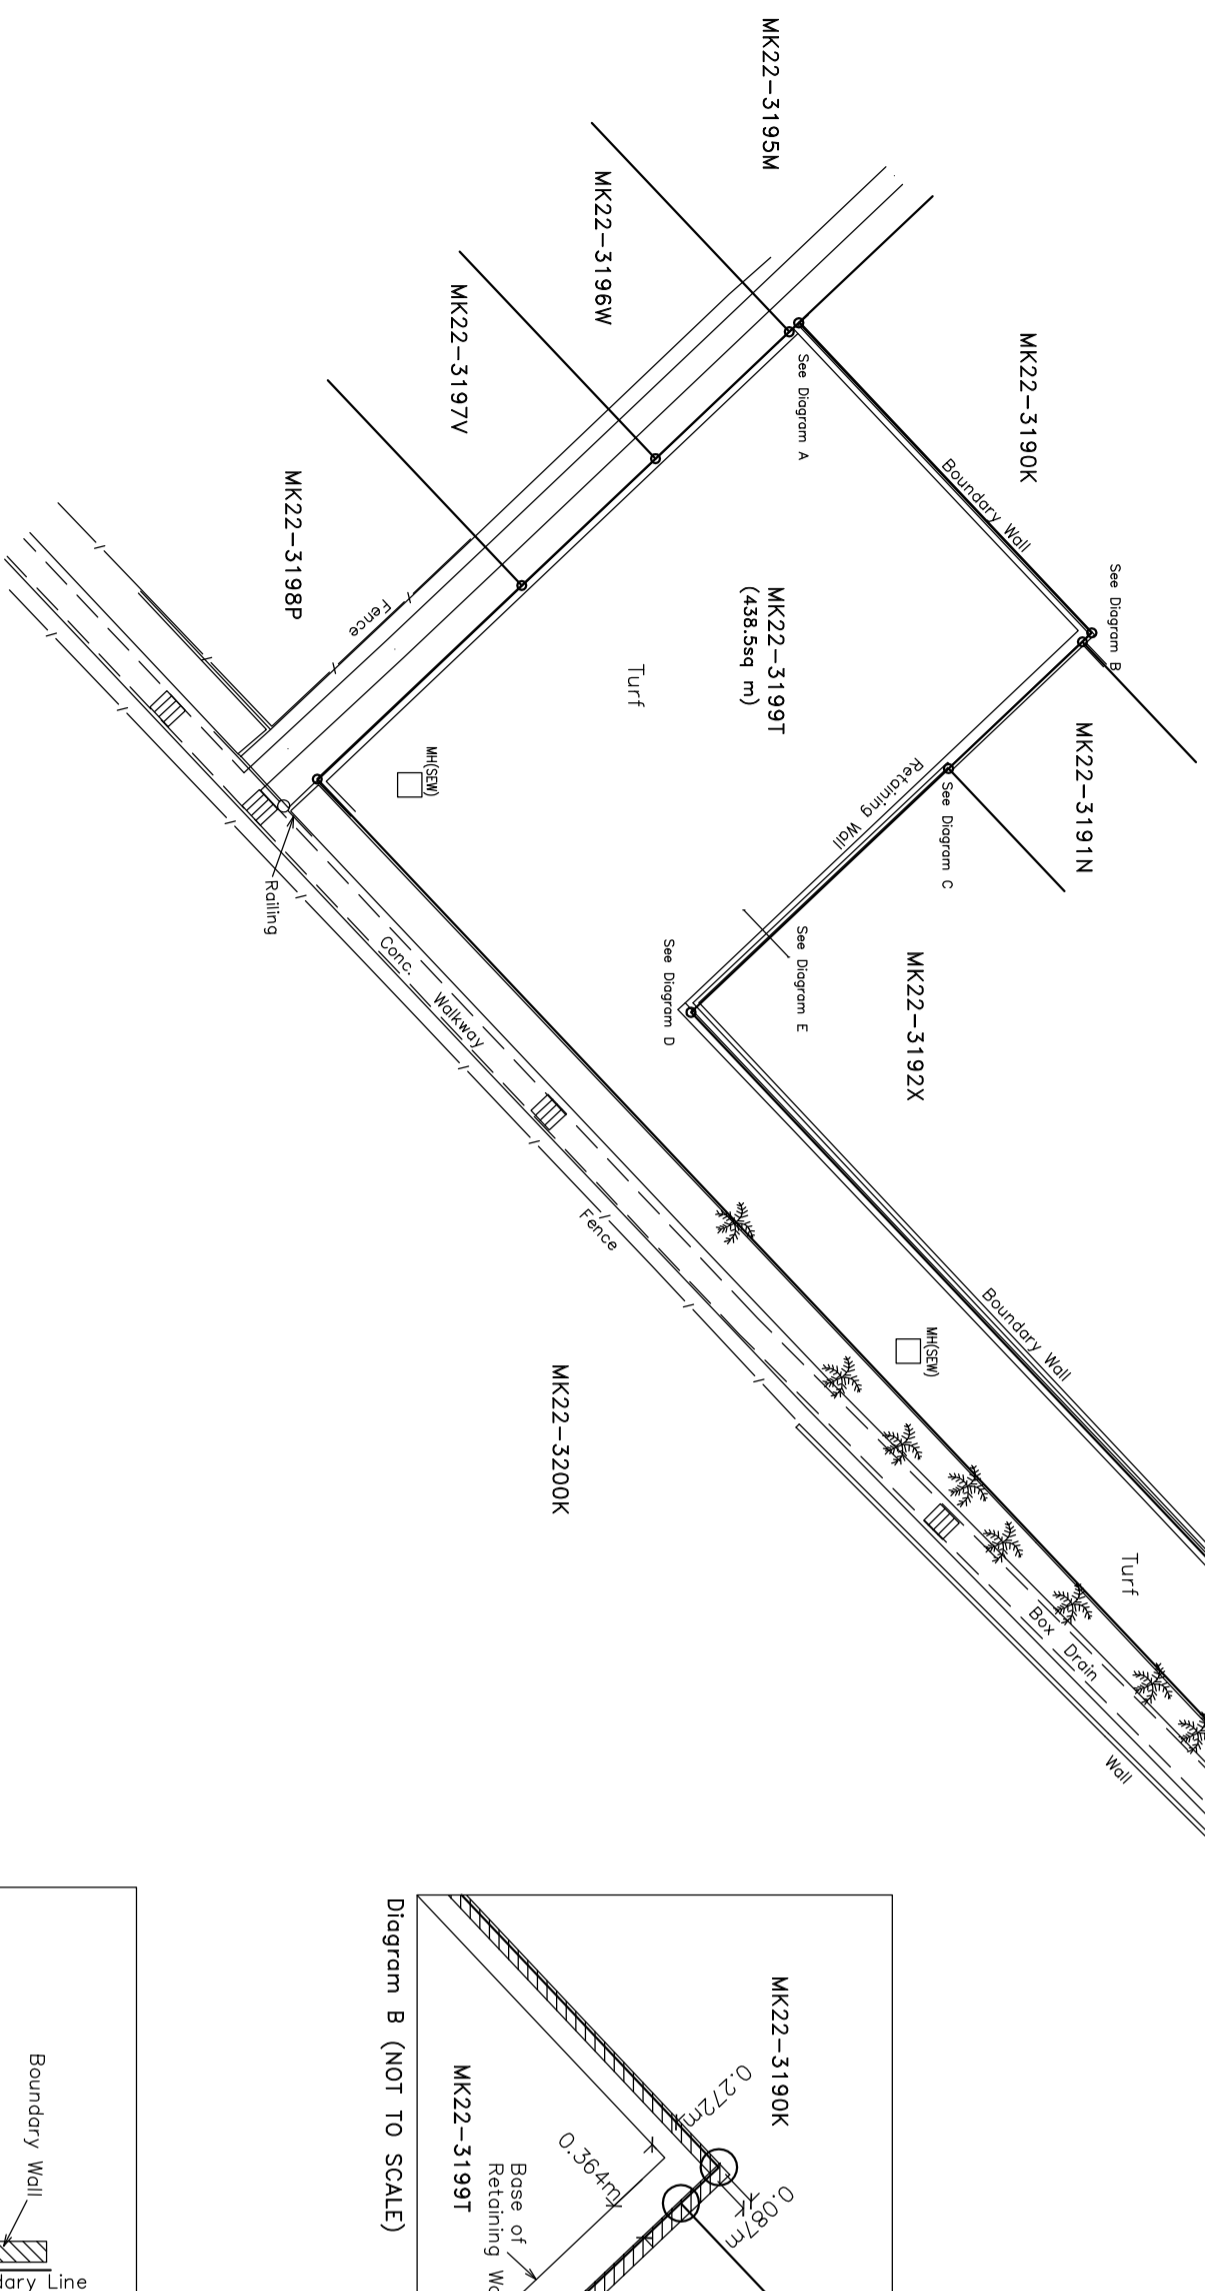 MK22-3195M
MK22-3196W
MK22-3197V
MK22-3198P
MK22-3190K
See Diagram A
Boundary Wall
See Diagram B
MK22-3191N
MK22-3199T
(438.5sq m)
Turf
Fence
MH(SEW)
Retaining Wall
See Diagram C
Railing
Conc. Walkway
See Diagram D
See Diagram E
MK22-3192X
Fence
Boundary Wall
MH(SEW)
MK22-3200K
Turf
Box Drain
Wall
MK22-3190K
0.272m
0.087m
0.364m
Base of
Retaining Wa
MK22-3199T
Diagram B (NOT TO SCALE)
Boundary Wall
dary Line